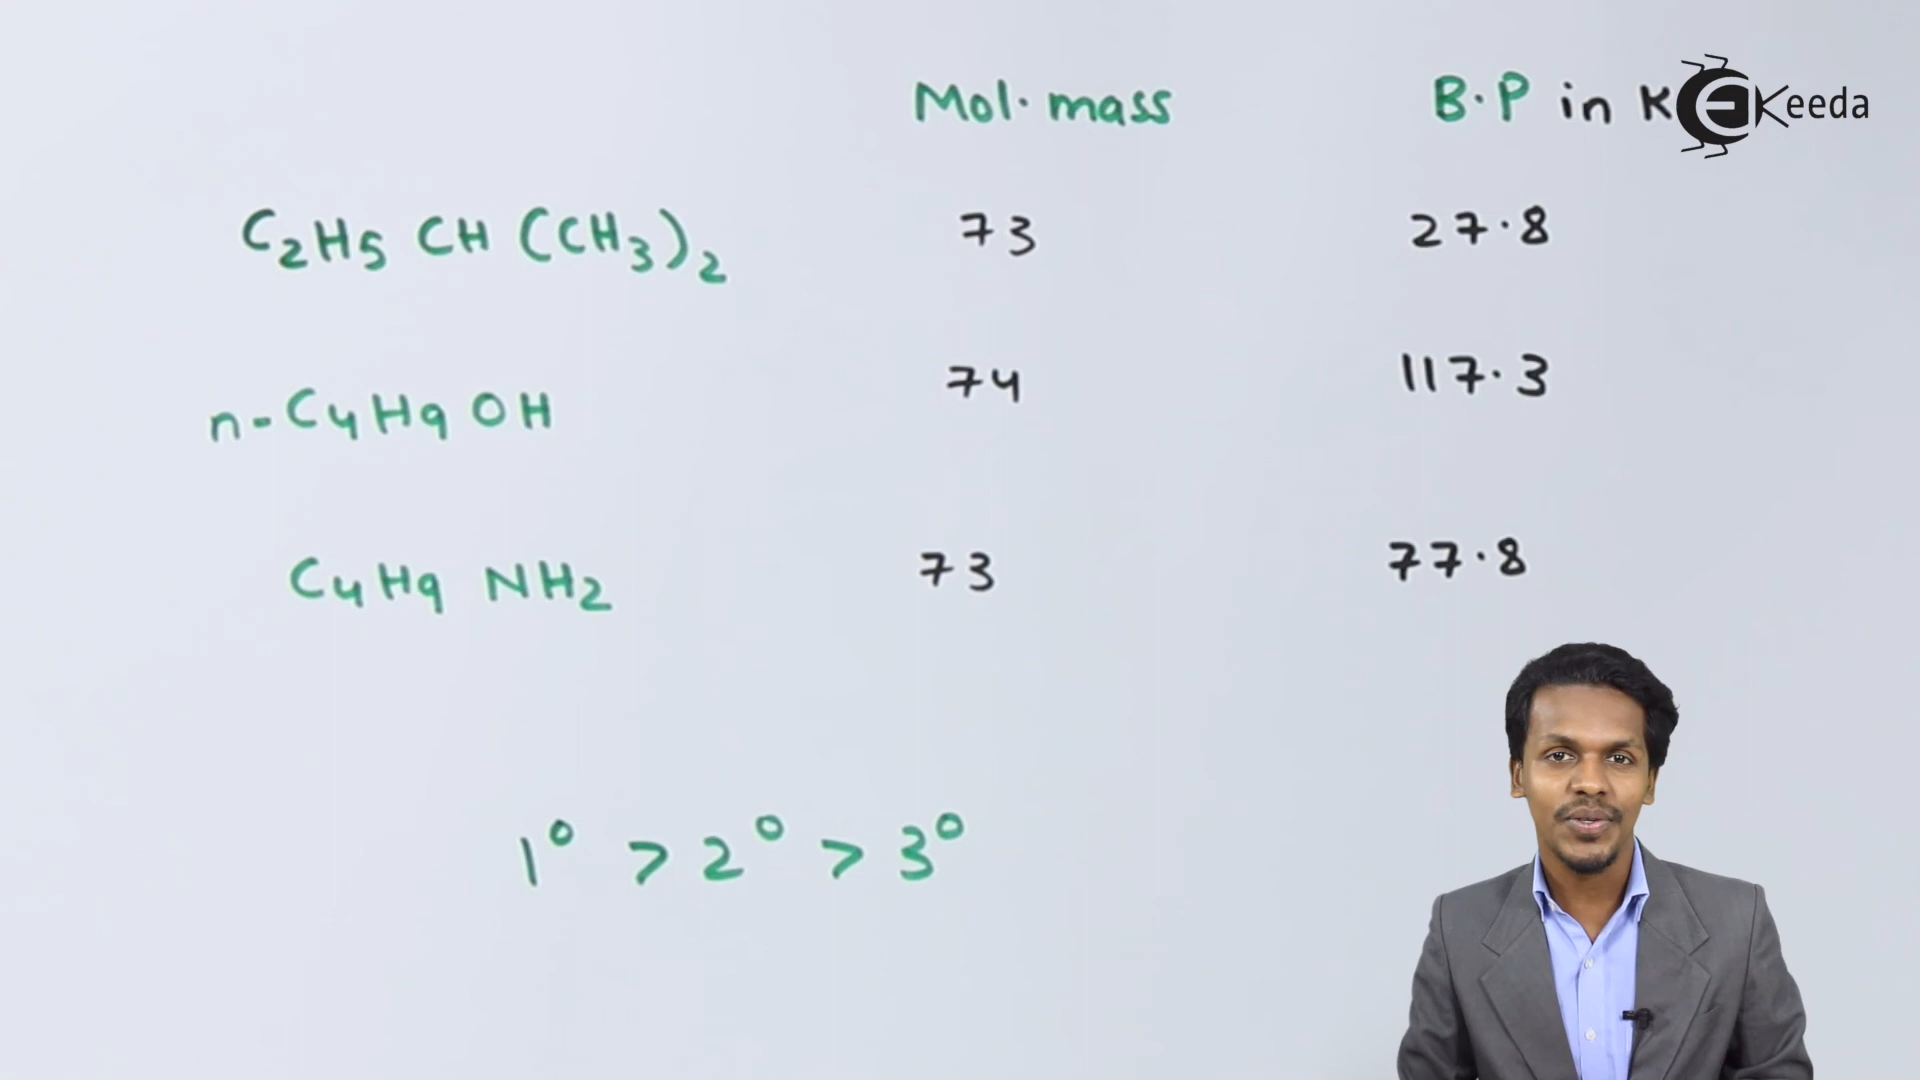 Mol. mass B.P in K
EKeeda
C2H5 CH (CH3)2 73 27.8
n-C4H9 OH 74 117.3
C4H9 NH2 73 77.8
1° > 2° > 3°